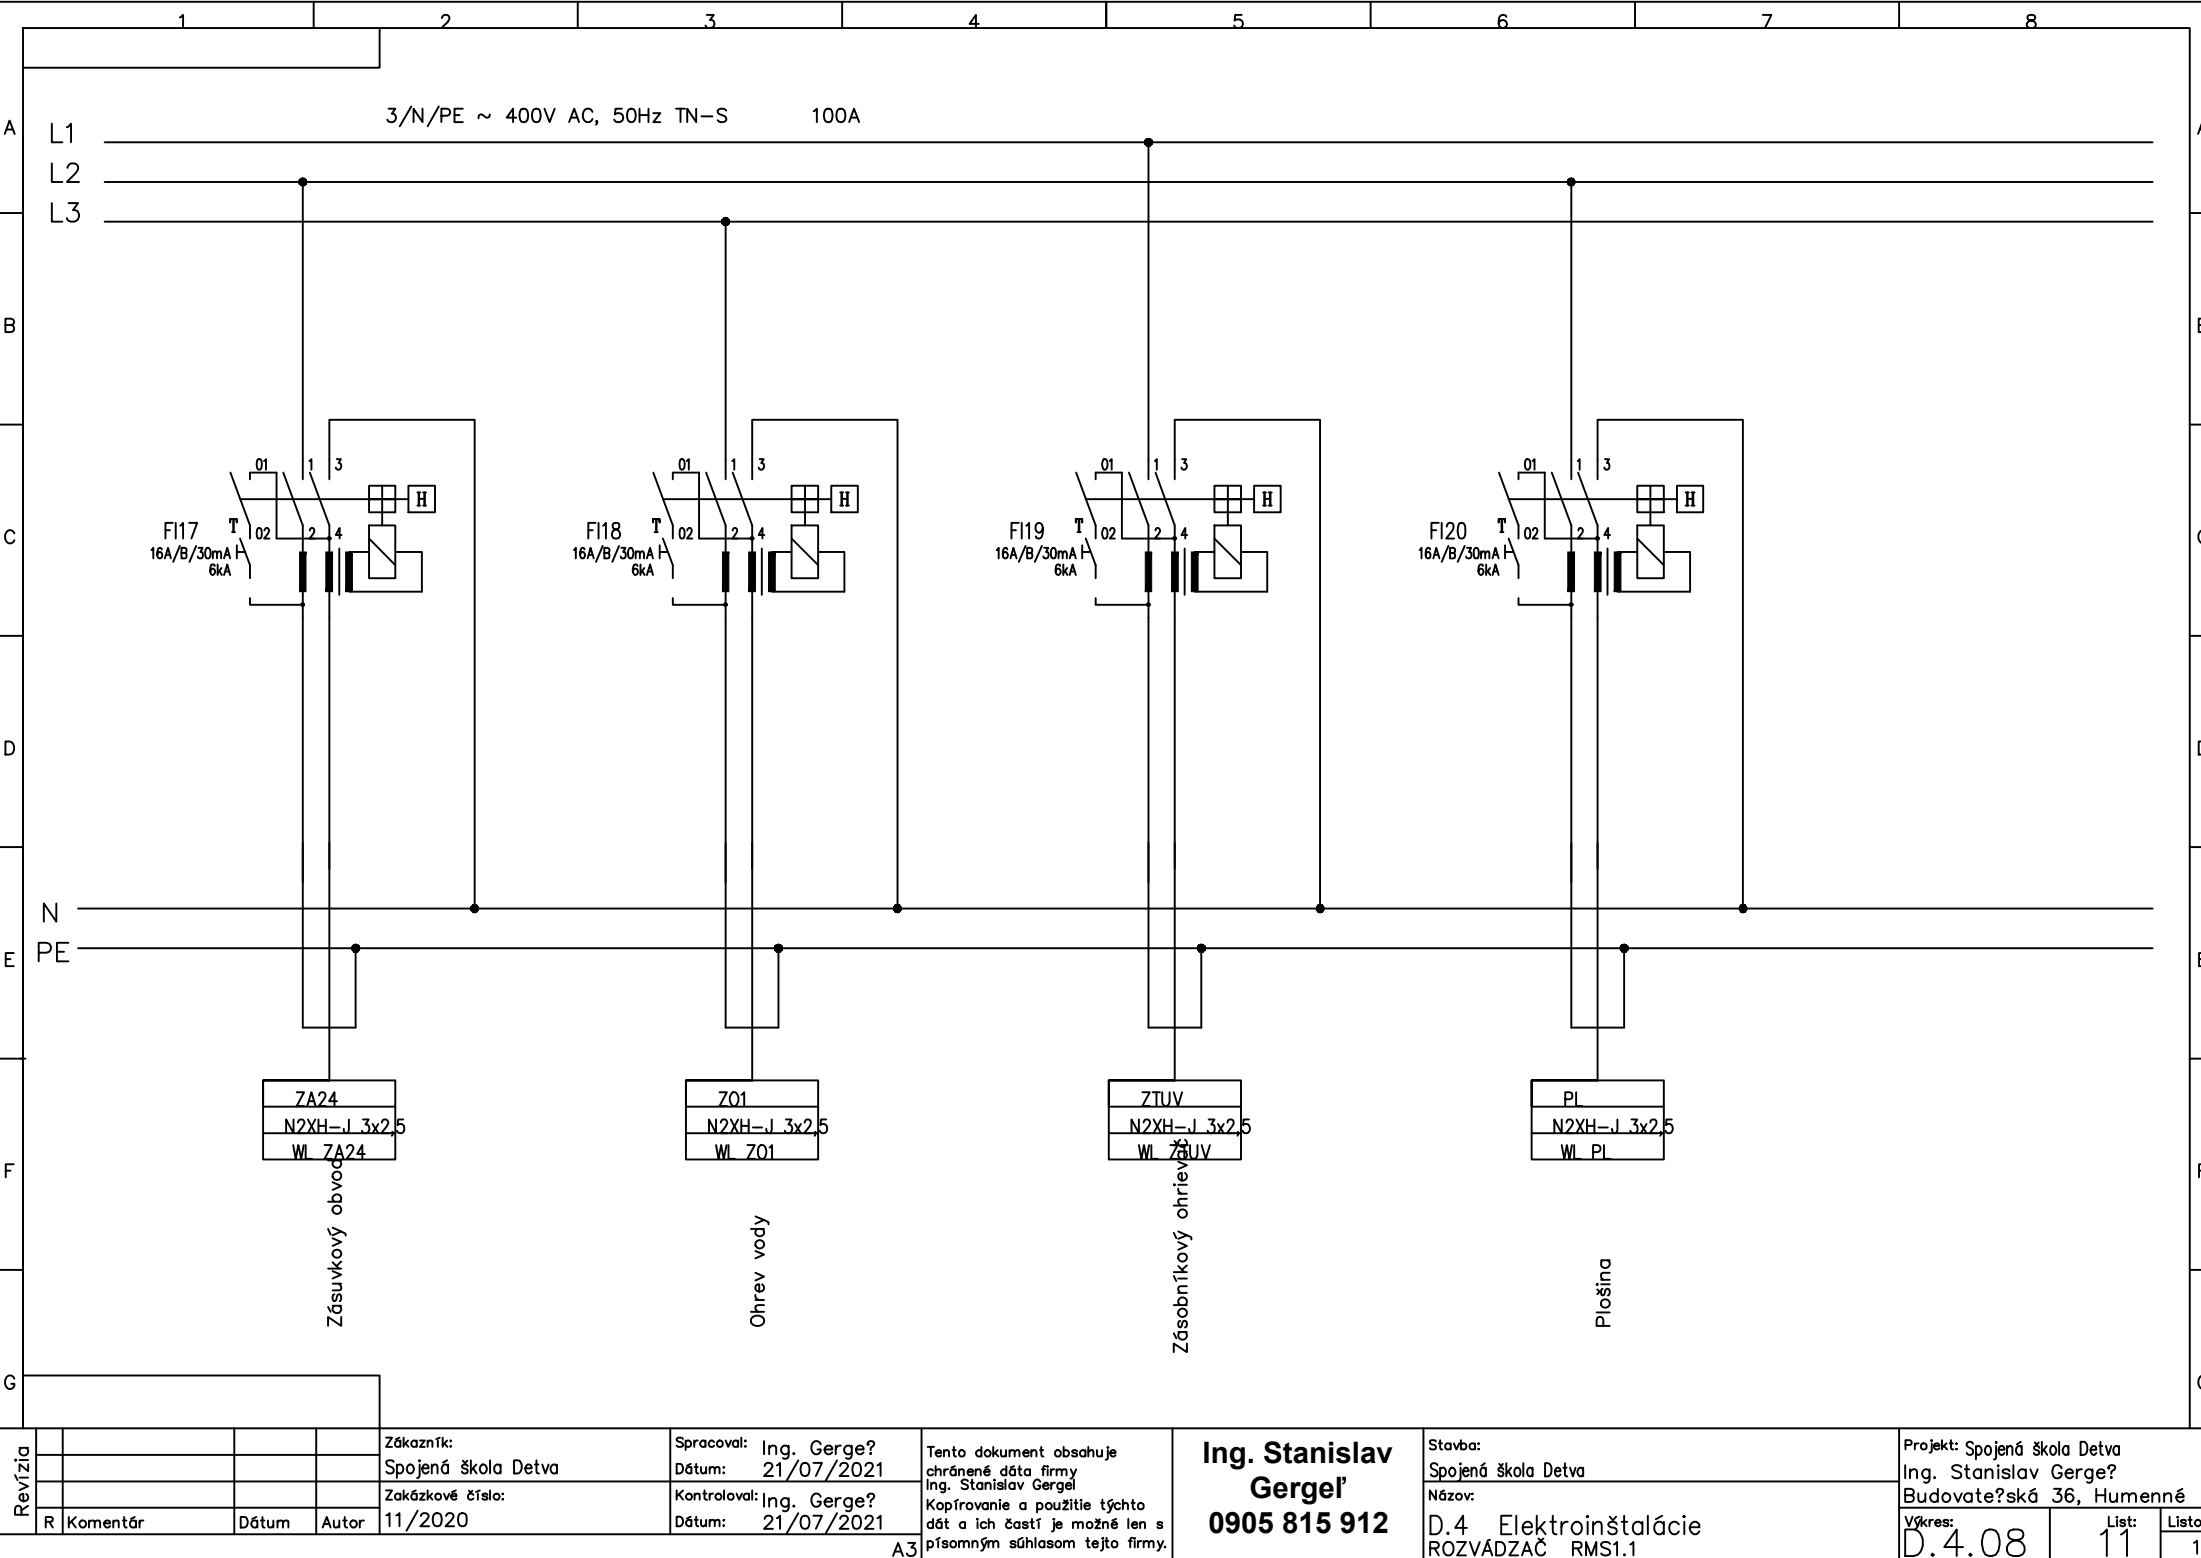 1 2 3 4 5 6 7 8
A
B
C
D
E
F
G
3/N/PE ~ 400V AC, 50Hz TN-S 100A
L1
L2
L3
01 1 3
H
FI17 T 02 2 4
16A/B/30mA
6kA
01 1 3
H
FI18 T 02 2 4
16A/B/30mA
6kA
01 1 3
H
FI19 T 02 2 4
16A/B/30mA
6kA
01 1 3
H
FI20 T 02 2 4
16A/B/30mA
6kA
N
PE
ZA24
N2XH-J 3x2,5
WL ZA24
Zásuvkový obvod
ZO1
N2XH-J 3x2,5
WL ZO1
Ohrev vody
ZTUV
N2XH-J 3x2,5
WL ZTUV
Zásobníkový ohrievač
PL
N2XH-J 3x2,5
WL PL
Plošina
Revízia
R Komentár Dátum Autor
Zákazník:
Spojená škola Detva
Zakázkové číslo:
11/2020
Spracoval: Ing. Gerge?
Dátum: 21/07/2021
Kontroloval: Ing. Gerge?
Dátum: 21/07/2021
A3
Tento dokument obsahuje
chránené dáta firmy
Ing. Stanislav Gergel
Kopírovanie a použitie týchto
dát a ich častí je možné len s
písomným súhlasom tejto firmy.
Ing. Stanislav
Gergeľ
0905 815 912
Stavba:
Spojená škola Detva
Názov:
D.4 Elektroinštalácie
ROZVÁDZAČ RMS1.1
Projekt: Spojená škola Detva
Ing. Stanislav Gerge?
Budovate?ská 36, Humenné
Výkres:
D.4.08
List:
11